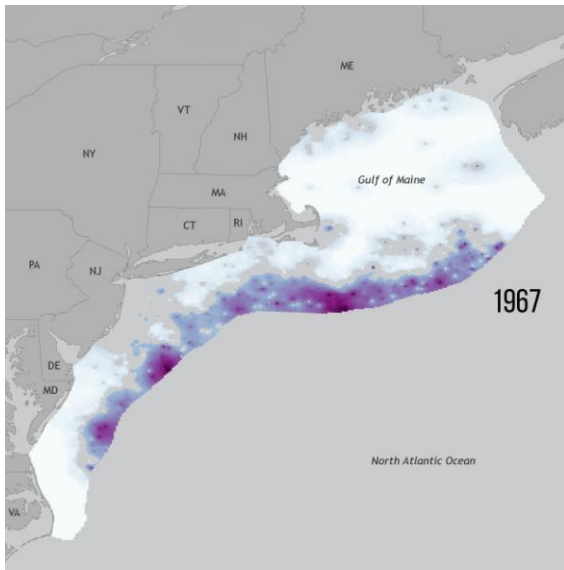 ME
VT
NH
NY
Gulf of Maine
MA
CT
RI
PA
NJ
1967
DE
MD
North Atlantic Ocean
VA